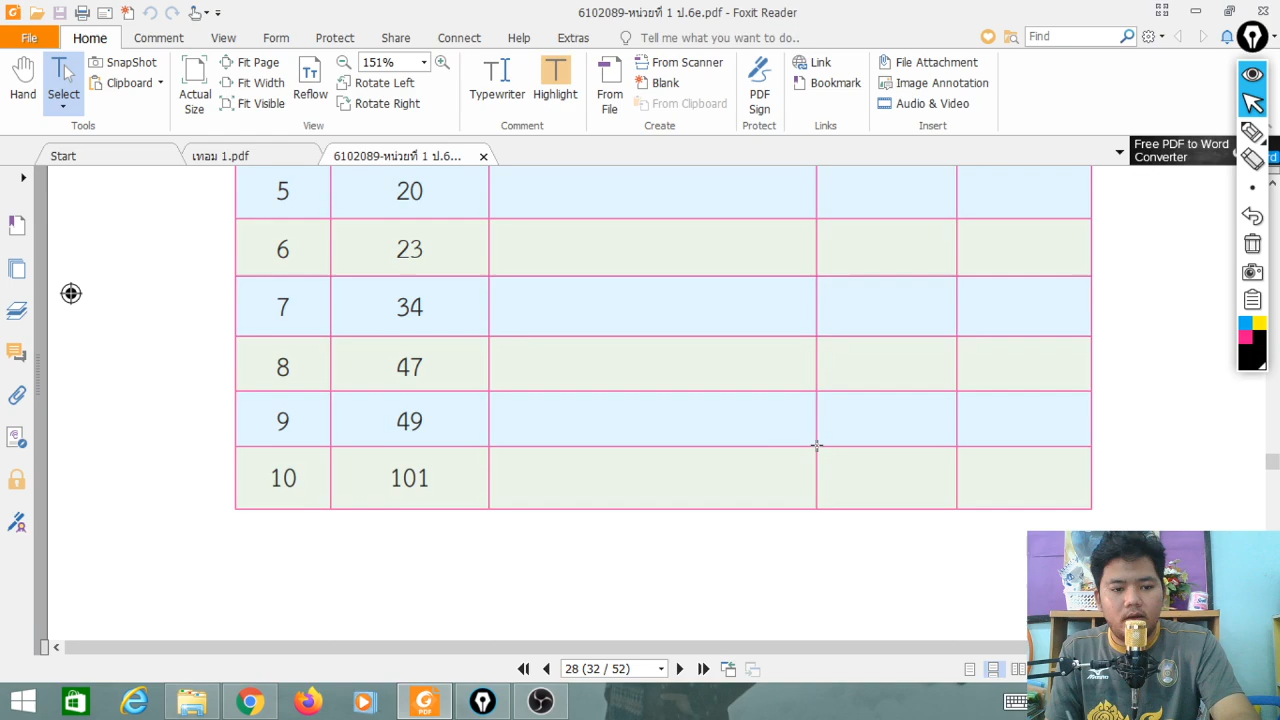 6102089-หน่วยที่ 1 ป.6e.pdf - Foxit Reader
File Home Comment View Form Protect Share Connect Help Extras Tell me what you want to do.. Find
Hand Select SnapShot Clipboard Actual Size Fit Page Fit Width Fit Visible Reflow 151% Rotate Left Rotate Right Typewriter Highlight From File From Scanner Blank From Clipboard PDF Sign Link Bookmark File Attachment Image Annotation Audio & Video
Tools View Comment Create Protect Links Insert
Start เทอม 1.pdf 6102089-หน่วยที่ 1 ป.6...
Free PDF to Word
Converter
5 20
6 23
7 34
8 47
9 49
10 101
28 (32 / 52)
PDF